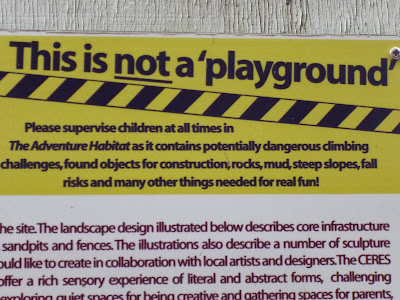 This is not a 'playground'
Please supervise children at all times in
The Adventure Habitat as it contains potentially dangerous climbing
challenges, found objects for construction, rocks, mud, steep slopes, fall
risks and many other things needed for real fun!
he site. The landscape design illustrated below describes core infrastructure
sandpits and fences. The illustrations also describe a number of sculpture
ould like to create in collaboration with local artists and designers. The CERES
offer a rich sensory experience of literal and abstract forms, challenging
exploring, quiet spaces for being creative and gathering spaces for parents,